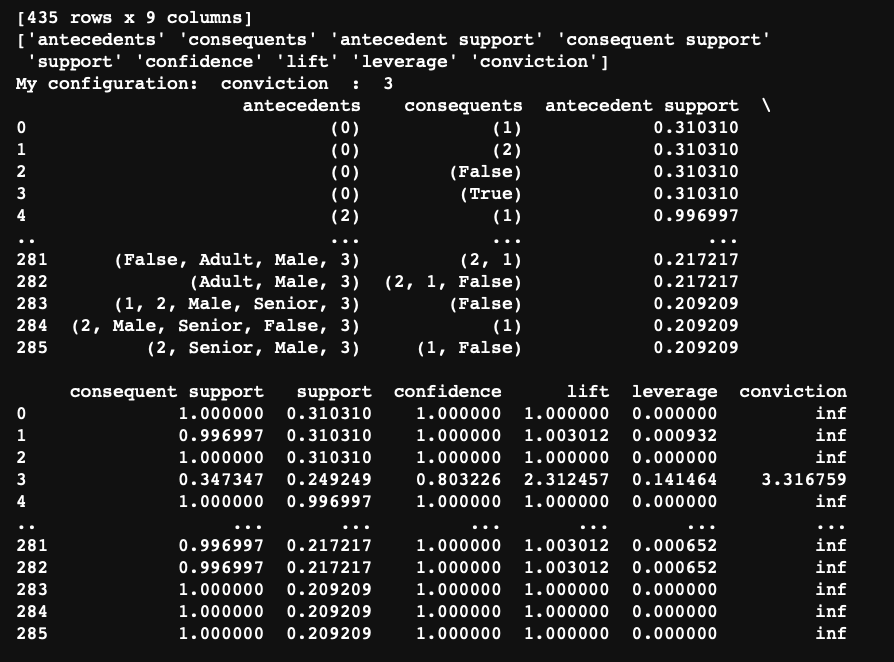 [435 rows x 9 columns]
['antecedents' 'consequents' 'antecedent support' 'consequent support'
 'support' 'confidence' 'lift' 'leverage' 'conviction']
My configuration:  conviction  :  3
                     antecedents    consequents  antecedent support  \
0                            (0)            (1)            0.310310
1                            (0)            (2)            0.310310
2                            (0)        (False)            0.310310
3                            (0)         (True)            0.310310
4                            (2)            (1)            0.996997
..                           ...            ...                 ...
281      (False, Adult, Male, 3)         (2, 1)            0.217217
282             (Adult, Male, 3)  (2, 1, False)            0.217217
283      (1, 2, Male, Senior, 3)        (False)            0.209209
284  (2, Male, Senior, False, 3)            (1)            0.209209
285         (2, Senior, Male, 3)     (1, False)            0.209209
     consequent support   support  confidence      lift  leverage  conviction
0              1.000000  0.310310    1.000000  1.000000  0.000000         inf
1              0.996997  0.310310    1.000000  1.003012  0.000932         inf
2              1.000000  0.310310    1.000000  1.000000  0.000000         inf
3              0.347347  0.249249    0.803226  2.312457  0.141464    3.316759
4              1.000000  0.996997    1.000000  1.000000  0.000000         inf
..                  ...       ...         ...       ...       ...         ...
281            0.996997  0.217217    1.000000  1.003012  0.000652         inf
282            0.996997  0.217217    1.000000  1.003012  0.000652         inf
283            1.000000  0.209209    1.000000  1.000000  0.000000         inf
284            1.000000  0.209209    1.000000  1.000000  0.000000         inf
285            1.000000  0.209209    1.000000  1.000000  0.000000         inf